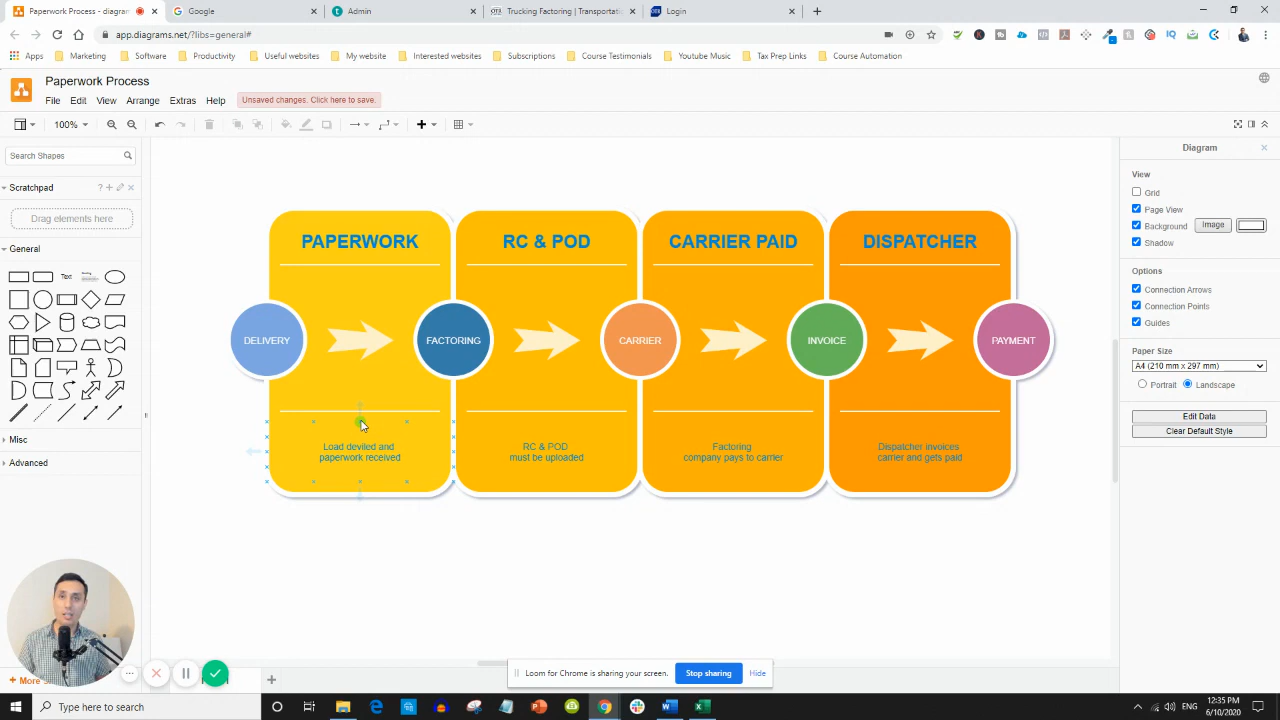 Paperwork Process - diagran
Google
Admin
Trucking Factoring | Transportati
Login
app.diagrams.net/?libs=general#
Apps
Marketing
Software
Productivity
Useful websites
My website
Interested websites
Subscriptions
Course Testimonials
Youtube Music
Tax Prep Links
Course Automation
Paperwork Process
File Edit View Arrange Extras Help
Unsaved changes. Click here to save.
100%
Search Shapes
Scratchpad
Drag elements here
General
Text
Misc
Advanced
+ More
PAPERWORK
RC & POD
CARRIER PAID
DISPATCHER
DELIVERY
FACTORING
CARRIER
INVOICE
PAYMENT
Load deviled and
paperwork received
RC & POD
must be uploaded
Factoring
company pays to carrier
Dispatcher invoices
carrier and gets paid
Diagram
View
Grid
Page View
Background
Image
Shadow
Options
Connection Arrows
Connection Points
Guides
Paper Size
A4 (210 mm x 297 mm)
Portrait
Landscape
Edit Data
Clear Default Style
Loom for Chrome is sharing your screen.
Stop sharing
Hide
Type here to search
ENG
12:35 PM
6/10/2020